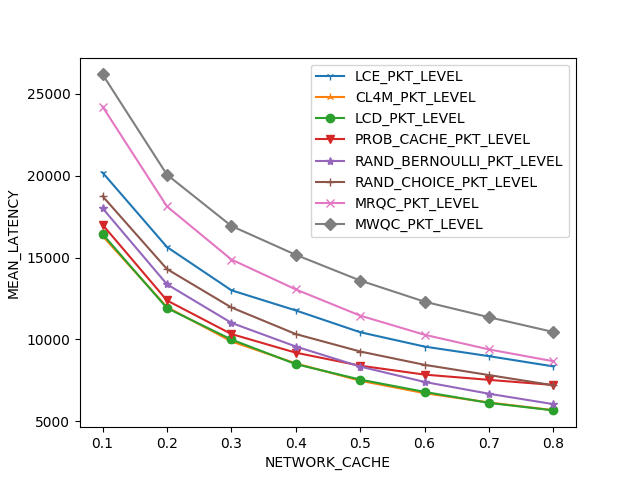 25000
20000
15000
10000
5000
MEAN_LATENCY
LCE_PKT_LEVEL
CL4M_PKT_LEVEL
LCD_PKT_LEVEL
PROB_CACHE_PKT_LEVEL
RAND_BERNOULLI_PKT_LEVEL
RAND_CHOICE_PKT_LEVEL
MRQC_PKT_LEVEL
MWQC_PKT_LEVEL
0.1 0.2 0.3 0.4 0.5 0.6 0.7 0.8
NETWORK_CACHE